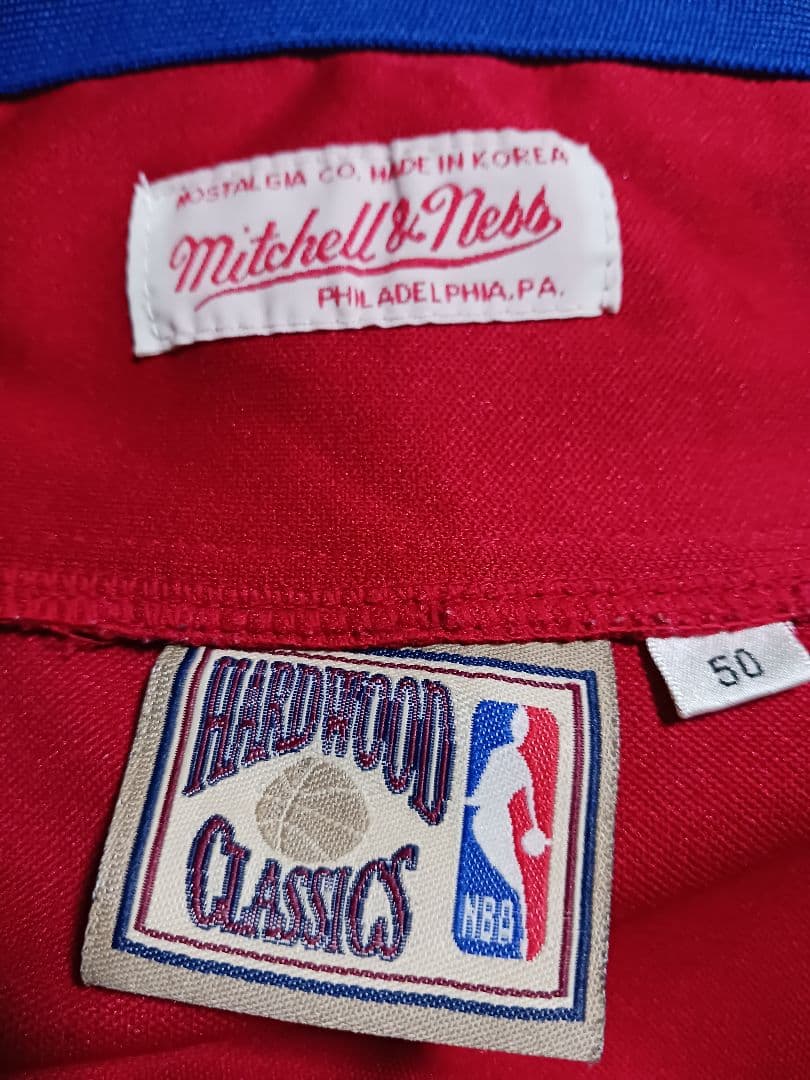 NOSTALGIA CO. MADE IN KOREA
Mitchell & Ness
PHILADELPHIA, PA.
50
HARDWOOD
CLASSICS
NBA